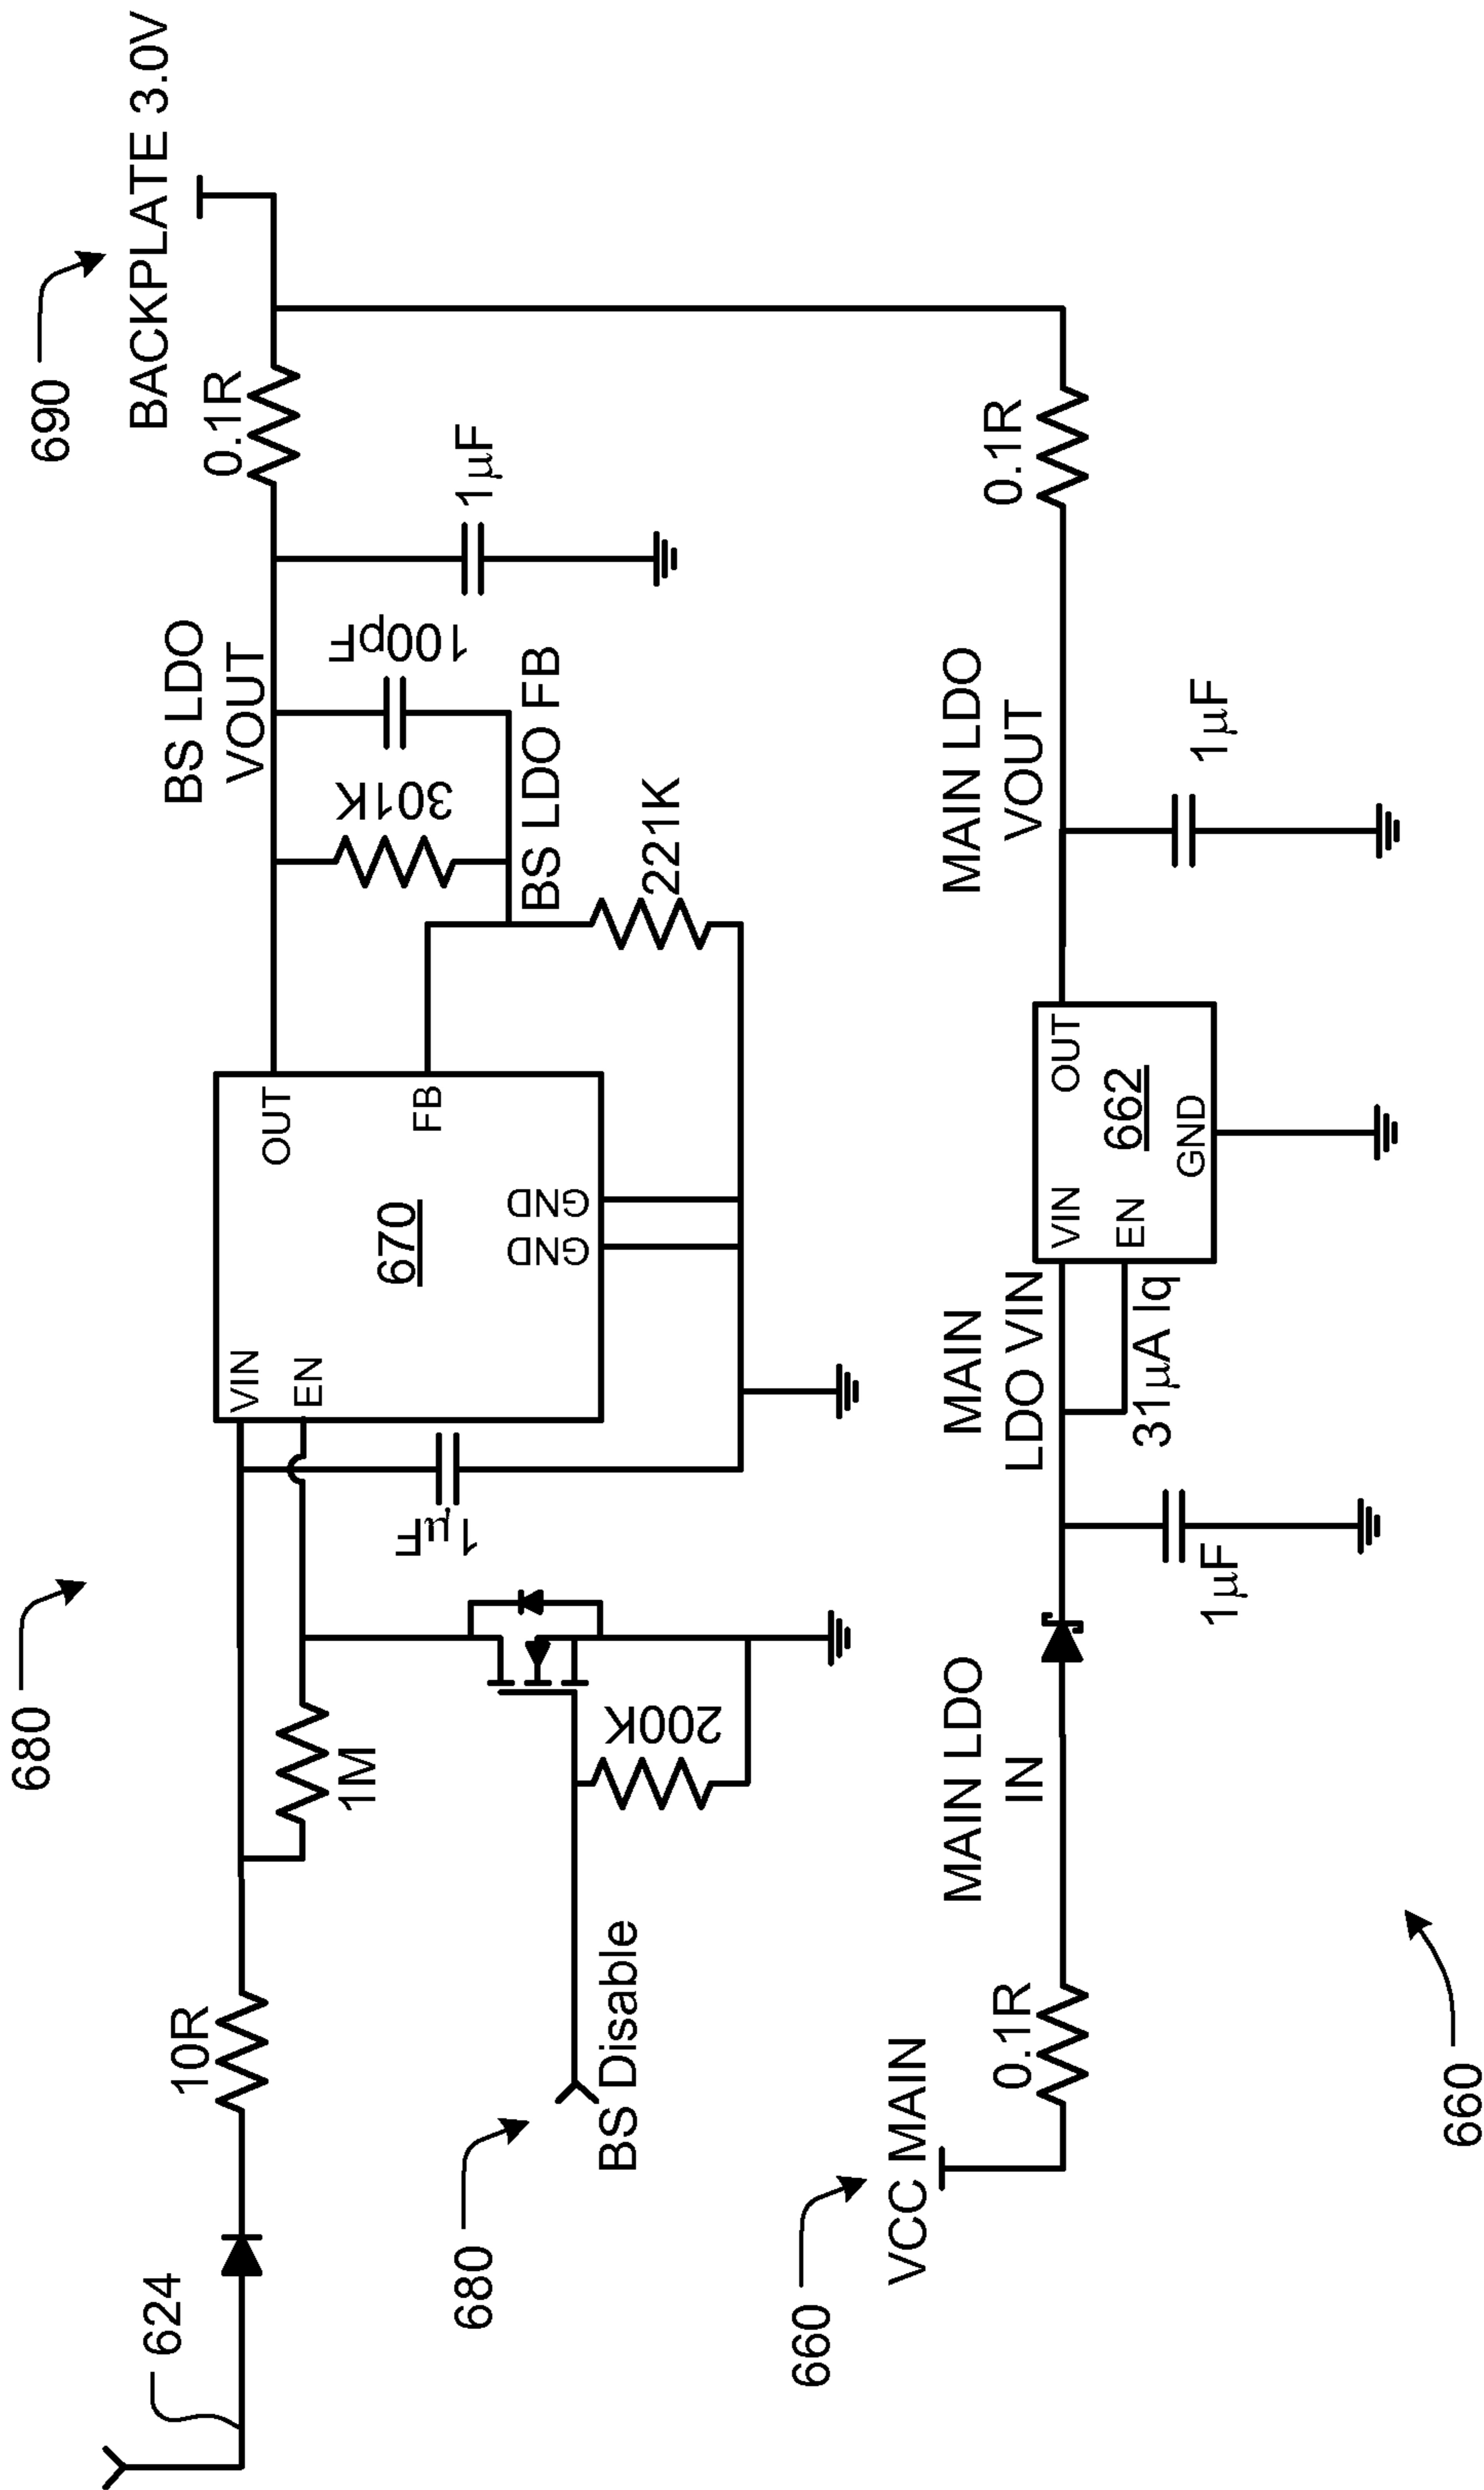 690
BACKPLATE 3.0V
680
BS LDO
VOUT
0.1R
624
10R
1M
VIN
EN
OUT
670
FB
GND
GND
1µF
301K
100pF
1µF
BS LDO FB
221K
680
BS Disable
200K
660
VCC MAIN
0.1R
MAIN LDO
IN
1µF
MAIN
LDO VIN
31µA Iq
VIN
EN
OUT
662
GND
MAIN LDO
VOUT
1µF
0.1R
660